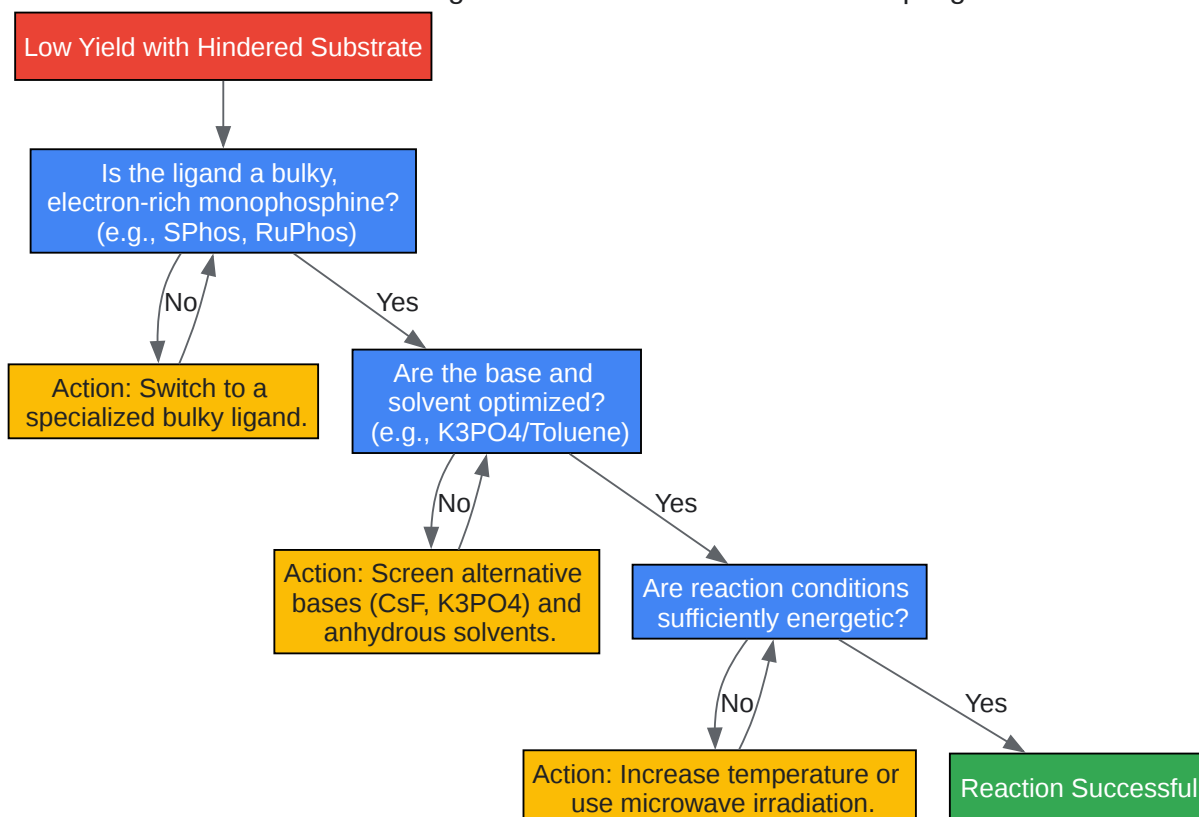 Low Yield with Hindered Substrate
Is the ligand a bulky,
electron-rich monophosphine?
(e.g., SPhos, RuPhos)
No
Yes
Action: Switch to a
specialized bulky ligand.
Are the base and
solvent optimized?
(e.g., K3PO4/Toluene)
No
Yes
Action: Screen alternative
bases (CsF, K3PO4) and
anhydrous solvents.
Are reaction conditions
sufficiently energetic?
No
Yes
Action: Increase temperature or
use microwave irradiation.
Reaction Successful